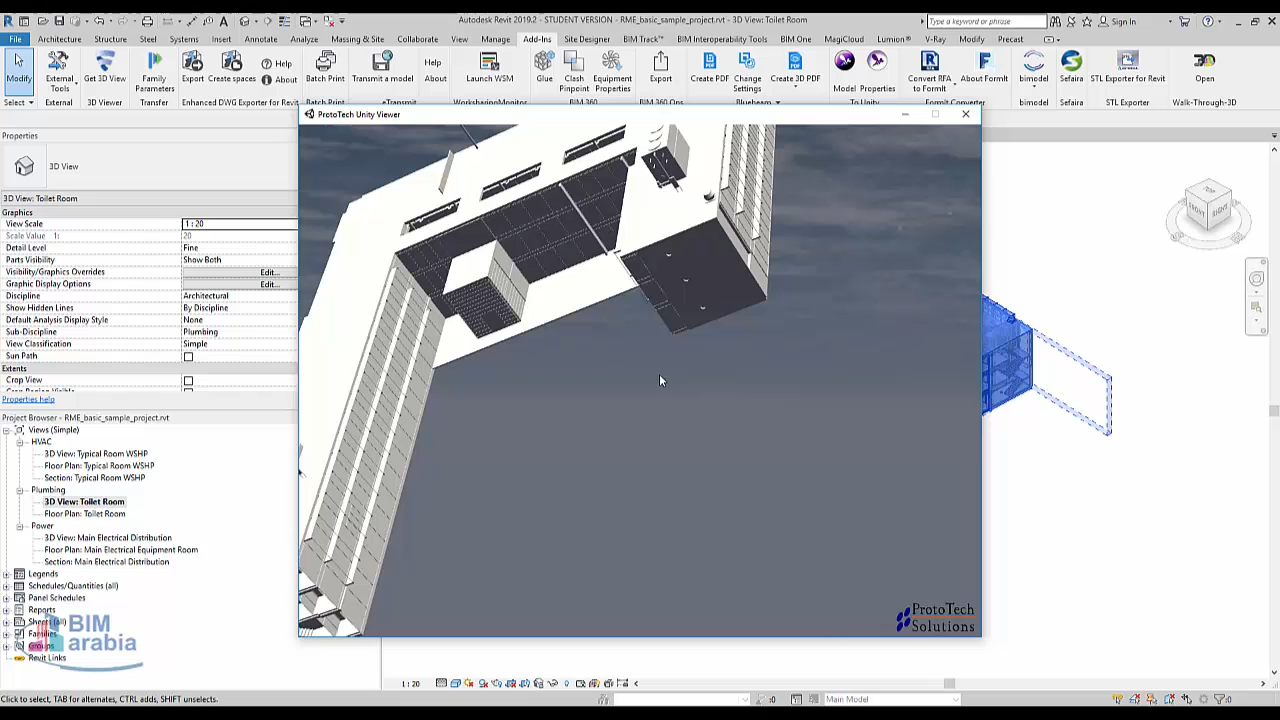 Autodesk Revit 2019.2 - STUDENT VERSION - RME_basic_sample_project.rvt - 3D View: Toilet Room
Type a keyword or phrase
Sign In
File Architecture Structure Steel Systems Insert Annotate Analyze Massing & Site Collaborate View Manage Add-Ins Site Designer BIM Track™ BIM Interoperability Tools BIM One MagiCloud Lumion® V-Ray Modify Precast
Modify
External Tools
Get 3D View
Family Parameters
Export
Create spaces
Help
About
Batch Print
Transmit a model
Help
About
Launch WSM
Glue
Clash Pinpoint
Equipment Properties
Export
Create PDF
Change Settings
Create 3D PDF
Model
Properties
Convert RFA to FormIt
About FormIt
bimodel
Sefaira
STL Exporter for Revit
Open
Select
External
3D Viewer
Transfer
Enhanced DWG Exporter for Revit
Batch Print
eTransmit
WorksharingMonitor
BIM 360
BIM 360 Ops
Bluebeam
To Unity
FormIt Converter
bimodel
Sefaira
STL Exporter
Walk-Through-3D
ProtoTech Unity Viewer
Properties
3D View
3D View: Toilet Room
Graphics
View Scale 1 : 20
Scale Value 1: 20
Detail Level Fine
Parts Visibility Show Both
Visibility/Graphics Overrides Edit...
Graphic Display Options Edit...
Discipline Architectural
Show Hidden Lines By Discipline
Default Analysis Display Style None
Sub-Discipline Plumbing
View Classification Simple
Sun Path
Extents
Crop View
Properties help
Project Browser - RME_basic_sample_project.rvt
Views (Simple)
HVAC
3D View: Typical Room WSHP
Floor Plan: Typical Room WSHP
Section: Typical Room WSHP
Plumbing
3D View: Toilet Room
Floor Plan: Toilet Room
Power
3D View: Main Electrical Distribution
Floor Plan: Main Electrical Equipment Room
Section: Main Electrical Distribution
Legends
Schedules/Quantities (all)
Panel Schedules
Reports
Sheets (all)
Families
Groups
Revit Links
BIM
arabia
TOP
FRONT
RIGHT
ProtoTech
Solutions
1 : 20
Click to select, TAB for alternates, CTRL adds, SHIFT unselects.
:0
Main Model
:0